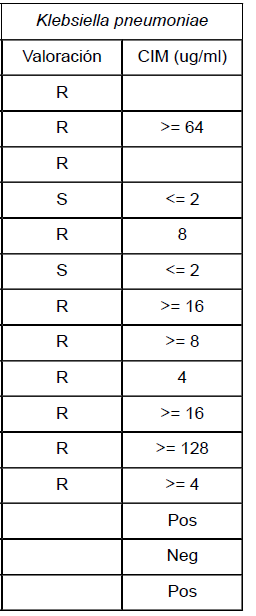 Klebsiella pneumoniae
Valoración CIM (ug/ml)
R
R >= 64
R
S <= 2
R 8
S <= 2
R >= 16
R >= 8
R 4
R >= 16
R >= 128
R >= 4
Pos
Neg
Pos